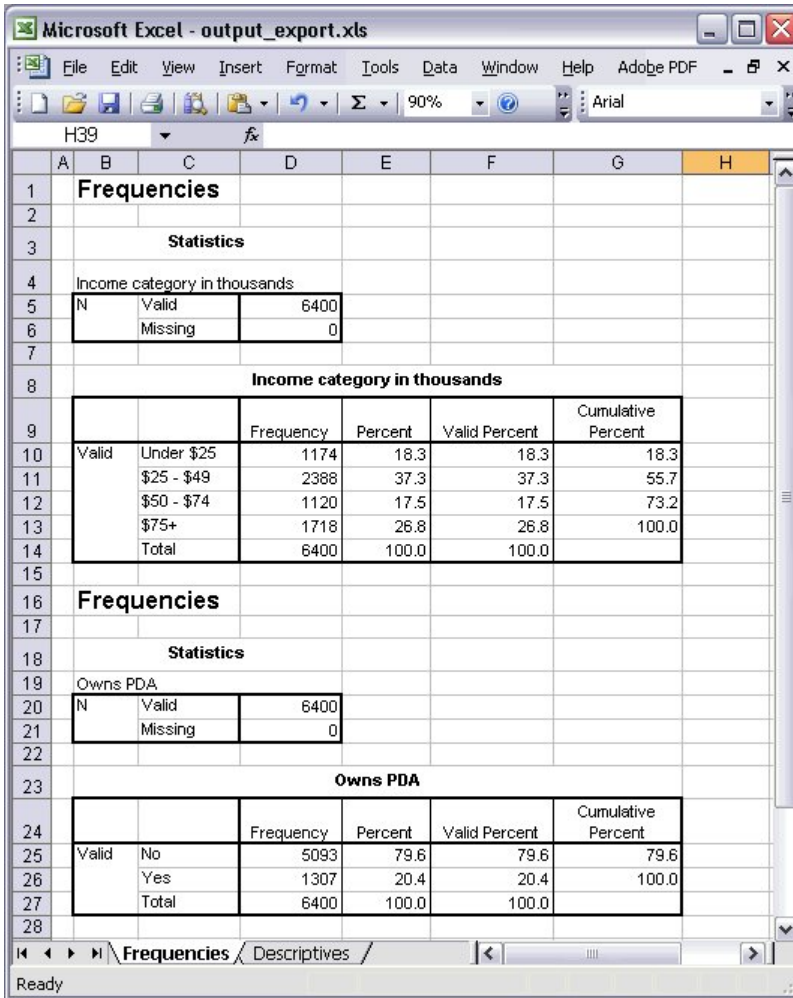 Microsoft Excel - output_export.xls
File Edit View Insert Format Tools Data Window Help Adobe PDF
Σ 90% Arial
H39 fx
A B C D E F G H
1 Frequencies
2
3 Statistics
4 Income category in thousands
5 N Valid 6400
6 Missing 0
7
8 Income category in thousands
9 Frequency Percent Valid Percent Cumulative Percent
10 Valid Under $25 1174 18.3 18.3 18.3
11 $25 - $49 2388 37.3 37.3 55.7
12 $50 - $74 1120 17.5 17.5 73.2
13 $75+ 1718 26.8 26.8 100.0
14 Total 6400 100.0 100.0
15
16 Frequencies
17
18 Statistics
19 Owns PDA
20 N Valid 6400
21 Missing 0
22
23 Owns PDA
24 Frequency Percent Valid Percent Cumulative Percent
25 Valid No 5093 79.6 79.6 79.6
26 Yes 1307 20.4 20.4 100.0
27 Total 6400 100.0 100.0
28
Frequencies Descriptives
Ready